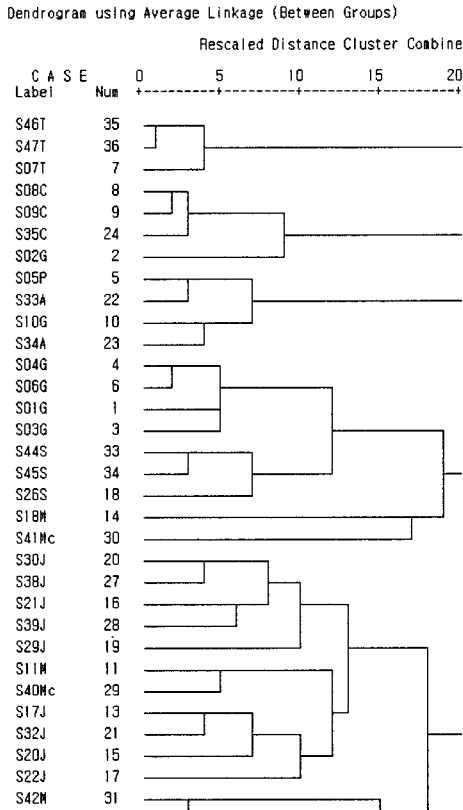 Dendrogram using Average Linkage (Between Groups)
Rescaled Distance Cluster Combine
C A S E 0 5 10 15 20
Label Num
S46T 35
S47T 36
S07T 7
S08C 8
S09C 9
S35C 24
S02G 2
S05P 5
S33A 22
S10G 10
S34A 23
S04G 4
S06G 6
S01G 1
S03G 3
S44S 33
S45S 34
S26S 18
S18M 14
S41Mc 30
S30J 20
S38J 27
S21J 16
S39J 28
S29J 19
S11M 11
S40Mc 29
S17J 13
S32J 21
S20J 15
S22J 17
S42M 31